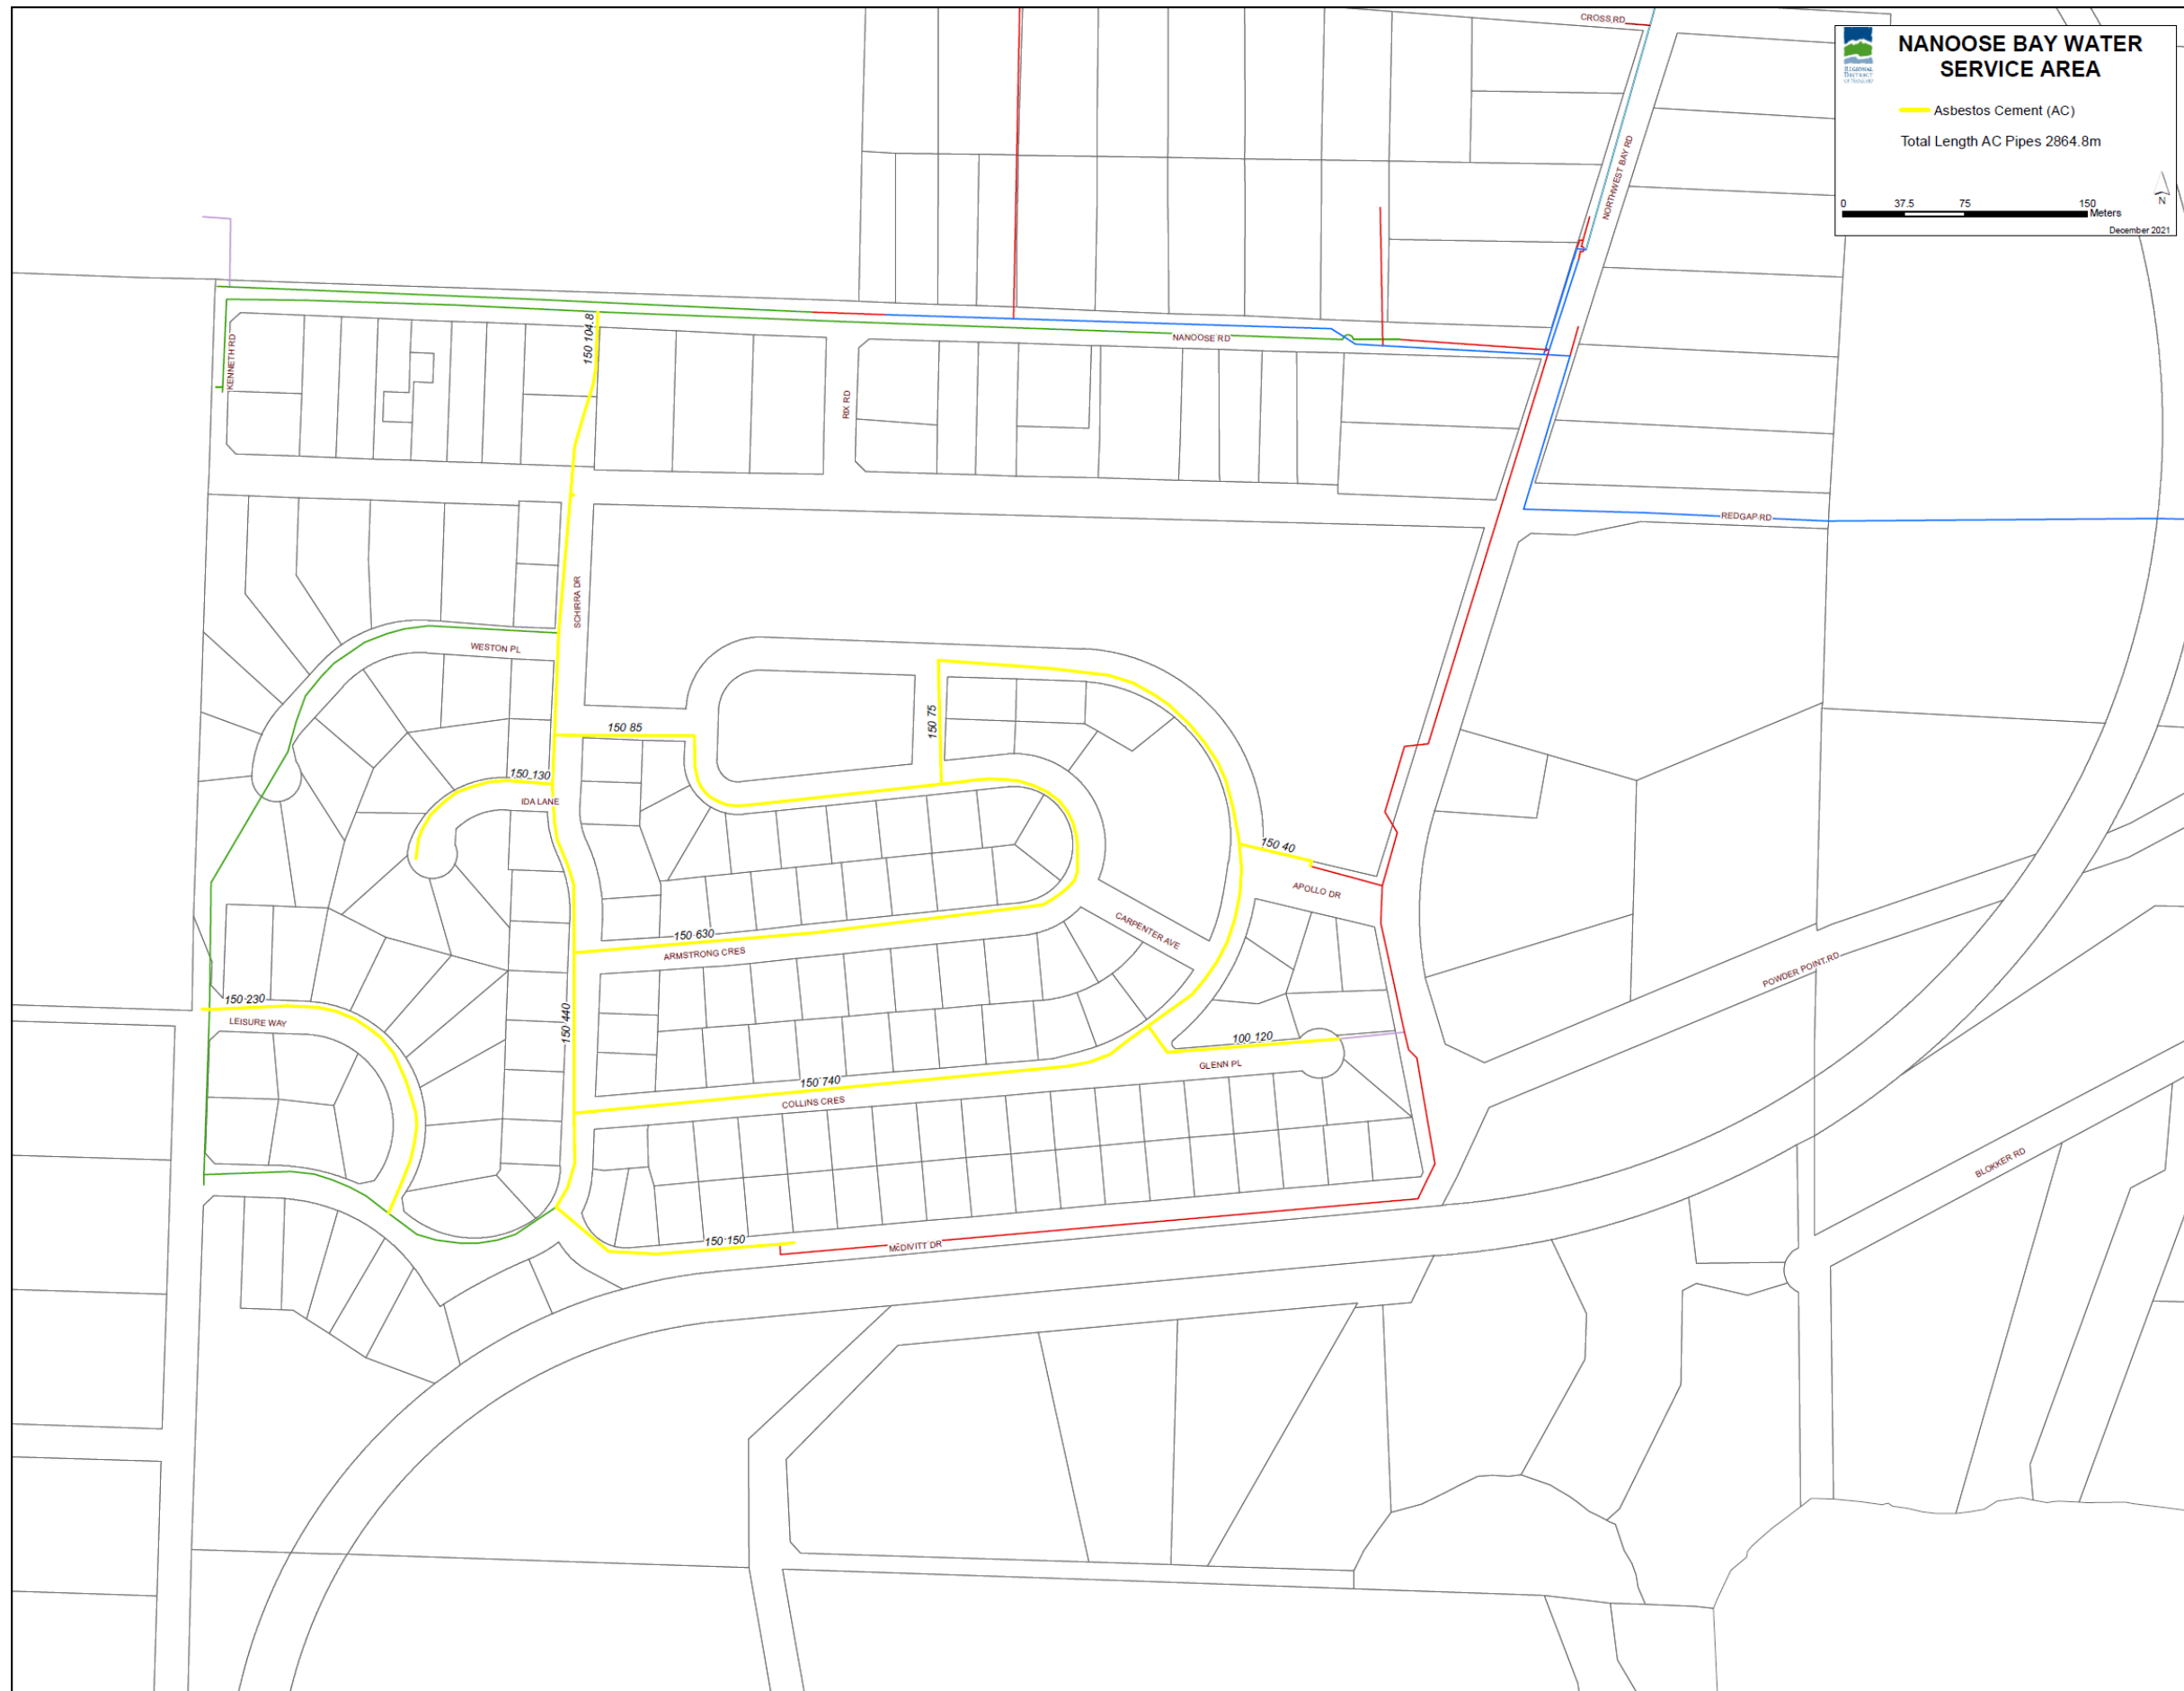 CROSS RD
NANOOSE BAY WATER
SERVICE AREA
REGIONAL
DISTRICT
OF NANAIMO
Asbestos Cement (AC)
Total Length AC Pipes 2864.8m
0 37.5 75 150
Meters
N
December 2021
NORTHWEST BAY RD
150 104.8
NANOOSE RD
KENNETH RD
RIX RD
REDGAP RD
SCHIRRA DR
WESTON PL
150 85
150 75
150 130
IDA LANE
150 40
APOLLO DR
CARPENTER AVE
150 630
ARMSTRONG CRES
POWDER POINT RD
150 230
LEISURE WAY
150 440
100 120
GLENN PL
150 740
COLLINS CRES
BLOKKER RD
150 150
McDIVITT DR